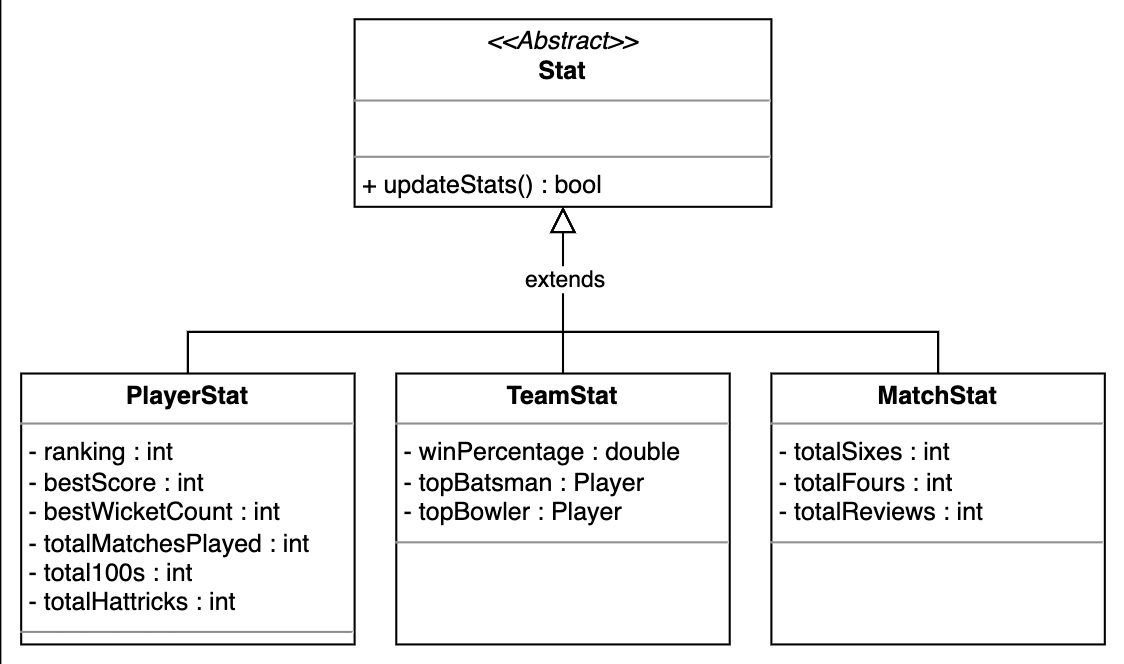 <<Abstract>>
Stat
+ updateStats() : bool
extends
PlayerStat
- ranking : int
- bestScore : int
- bestWicketCount : int
- totalMatchesPlayed : int
- total100s : int
- totalHattricks : int
TeamStat
- winPercentage : double
- topBatsman : Player
- topBowler : Player
MatchStat
- totalSixes : int
- totalFours : int
- totalReviews : int